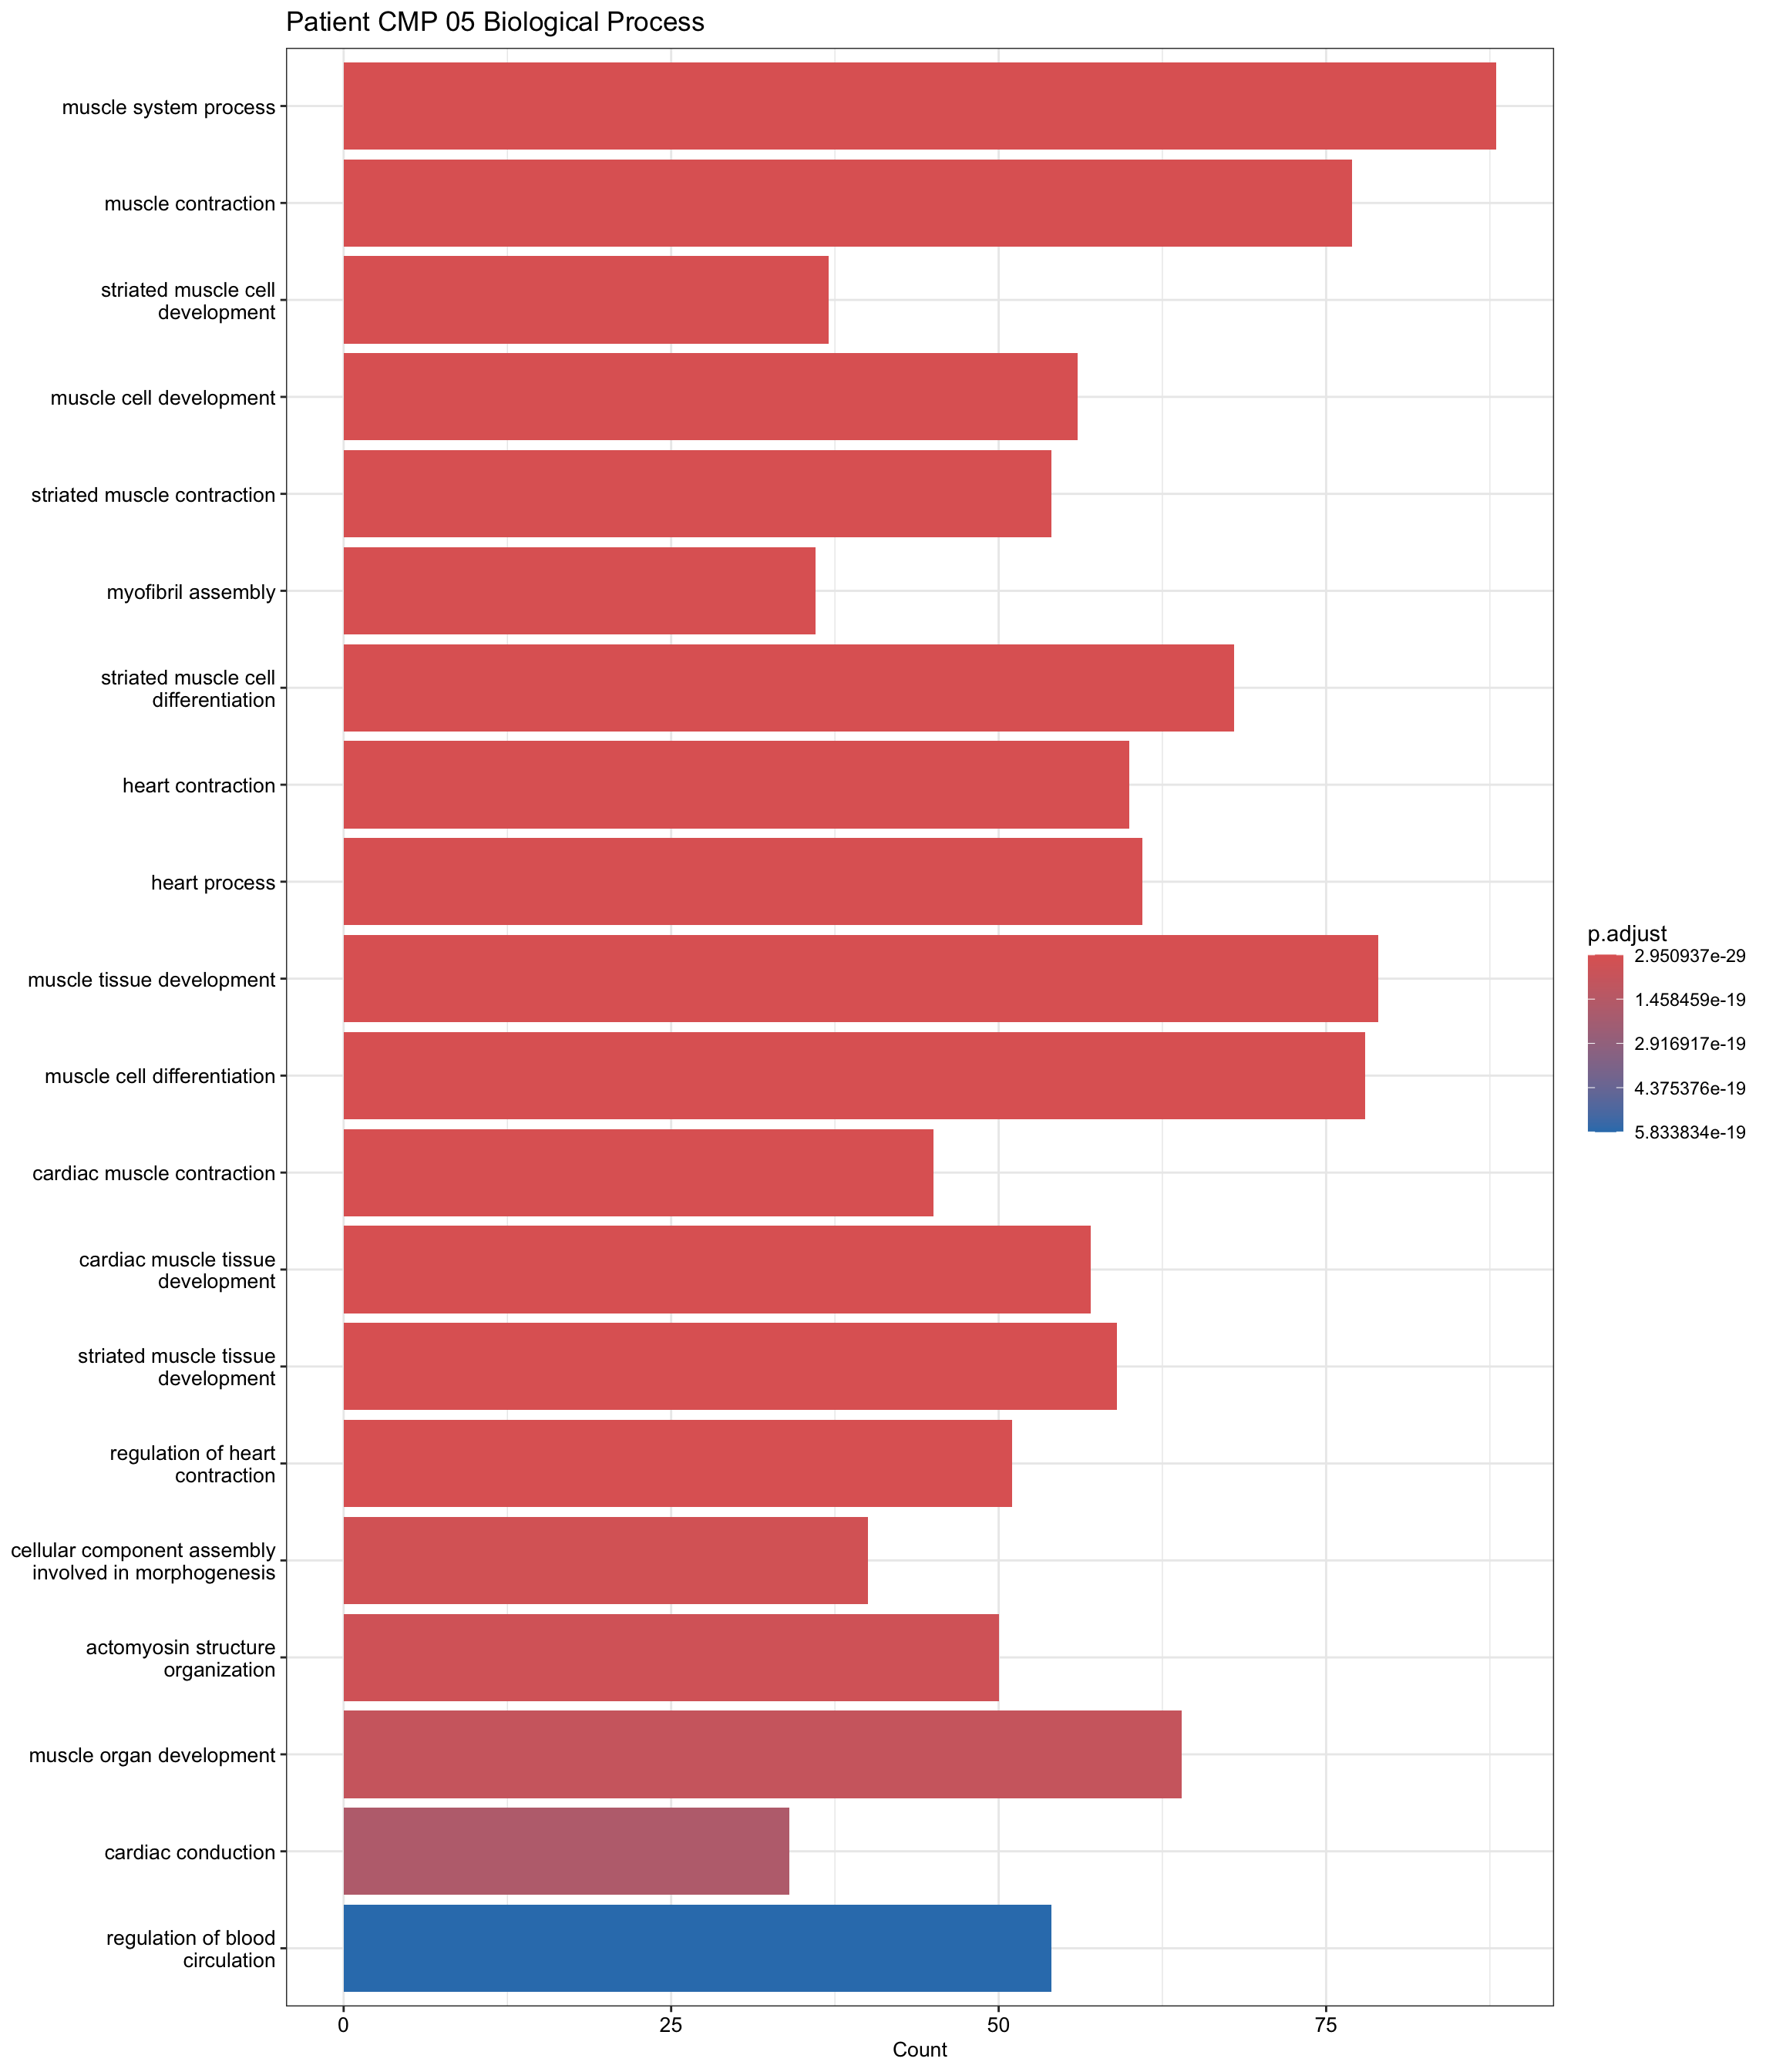 Patient CMP 05 Biological Process
muscle system process
muscle contraction
striated muscle cell
development
muscle cell development
striated muscle contraction
myofibril assembly
striated muscle cell
differentiation
heart contraction
heart process
muscle tissue development
muscle cell differentiation
cardiac muscle contraction
cardiac muscle tissue
development
striated muscle tissue
development
regulation of heart
contraction
cellular component assembly
involved in morphogenesis
actomyosin structure
organization
muscle organ development
cardiac conduction
regulation of blood
circulation
0 25 50 75
Count
p.adjust
2.950937e-29
1.458459e-19
2.916917e-19
4.375376e-19
5.833834e-19